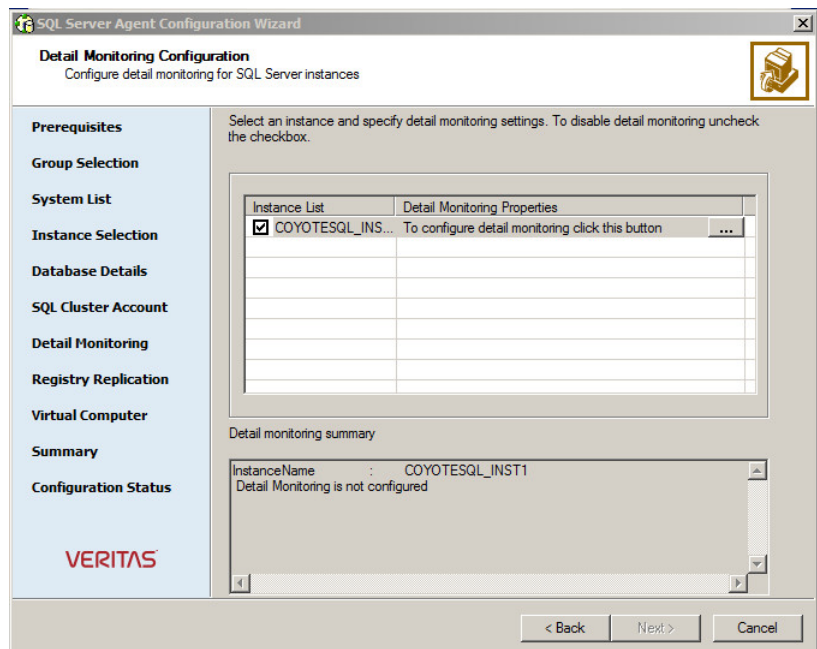 SQL Server Agent Configuration Wizard
Detail Monitoring Configuration
Configure detail monitoring for SQL Server instances
Prerequisites
Group Selection
System List
Instance Selection
Database Details
SQL Cluster Account
Detail Monitoring
Registry Replication
Virtual Computer
Summary
Configuration Status
VERITAS
Select an instance and specify detail monitoring settings. To disable detail monitoring uncheck
the checkbox.
Instance List Detail Monitoring Properties
COYOTESQL_INS... To configure detail monitoring click this button ...
Detail monitoring summary
InstanceName : COYOTESQL_INST1
Detail Monitoring is not configured
< Back Next > Cancel